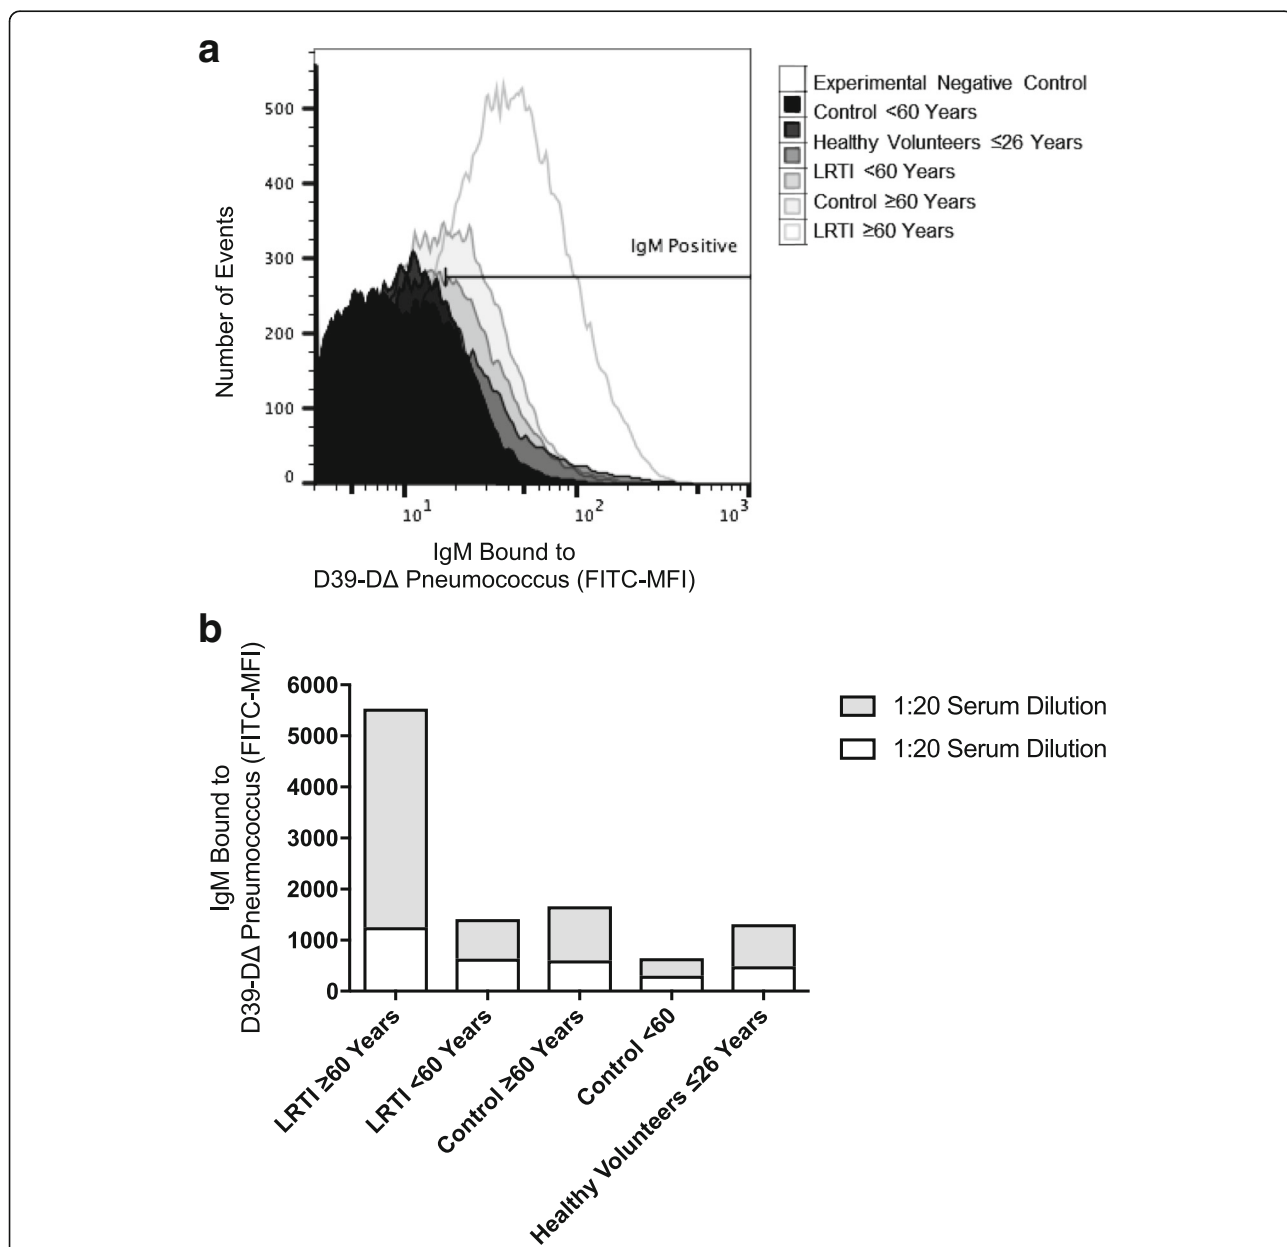 a
Number of Events
500
400
300
200
100
0
IgM Positive
10¹
10²
10³
IgM Bound to
D39-DΔ Pneumococcus (FITC-MFI)
Experimental Negative Control
Control <60 Years
Healthy Volunteers ≤26 Years
LRTI <60 Years
Control ≥60 Years
LRTI ≥60 Years
b
IgM Bound to
D39-DΔ Pneumococcus (FITC-MFI)
6000
5000
4000
3000
2000
1000
0
LRTI ≥60 Years
LRTI <60 Years
Control ≥60 Years
Control <60
Healthy Volunteers ≤26 Years
1:20 Serum Dilution
1:20 Serum Dilution